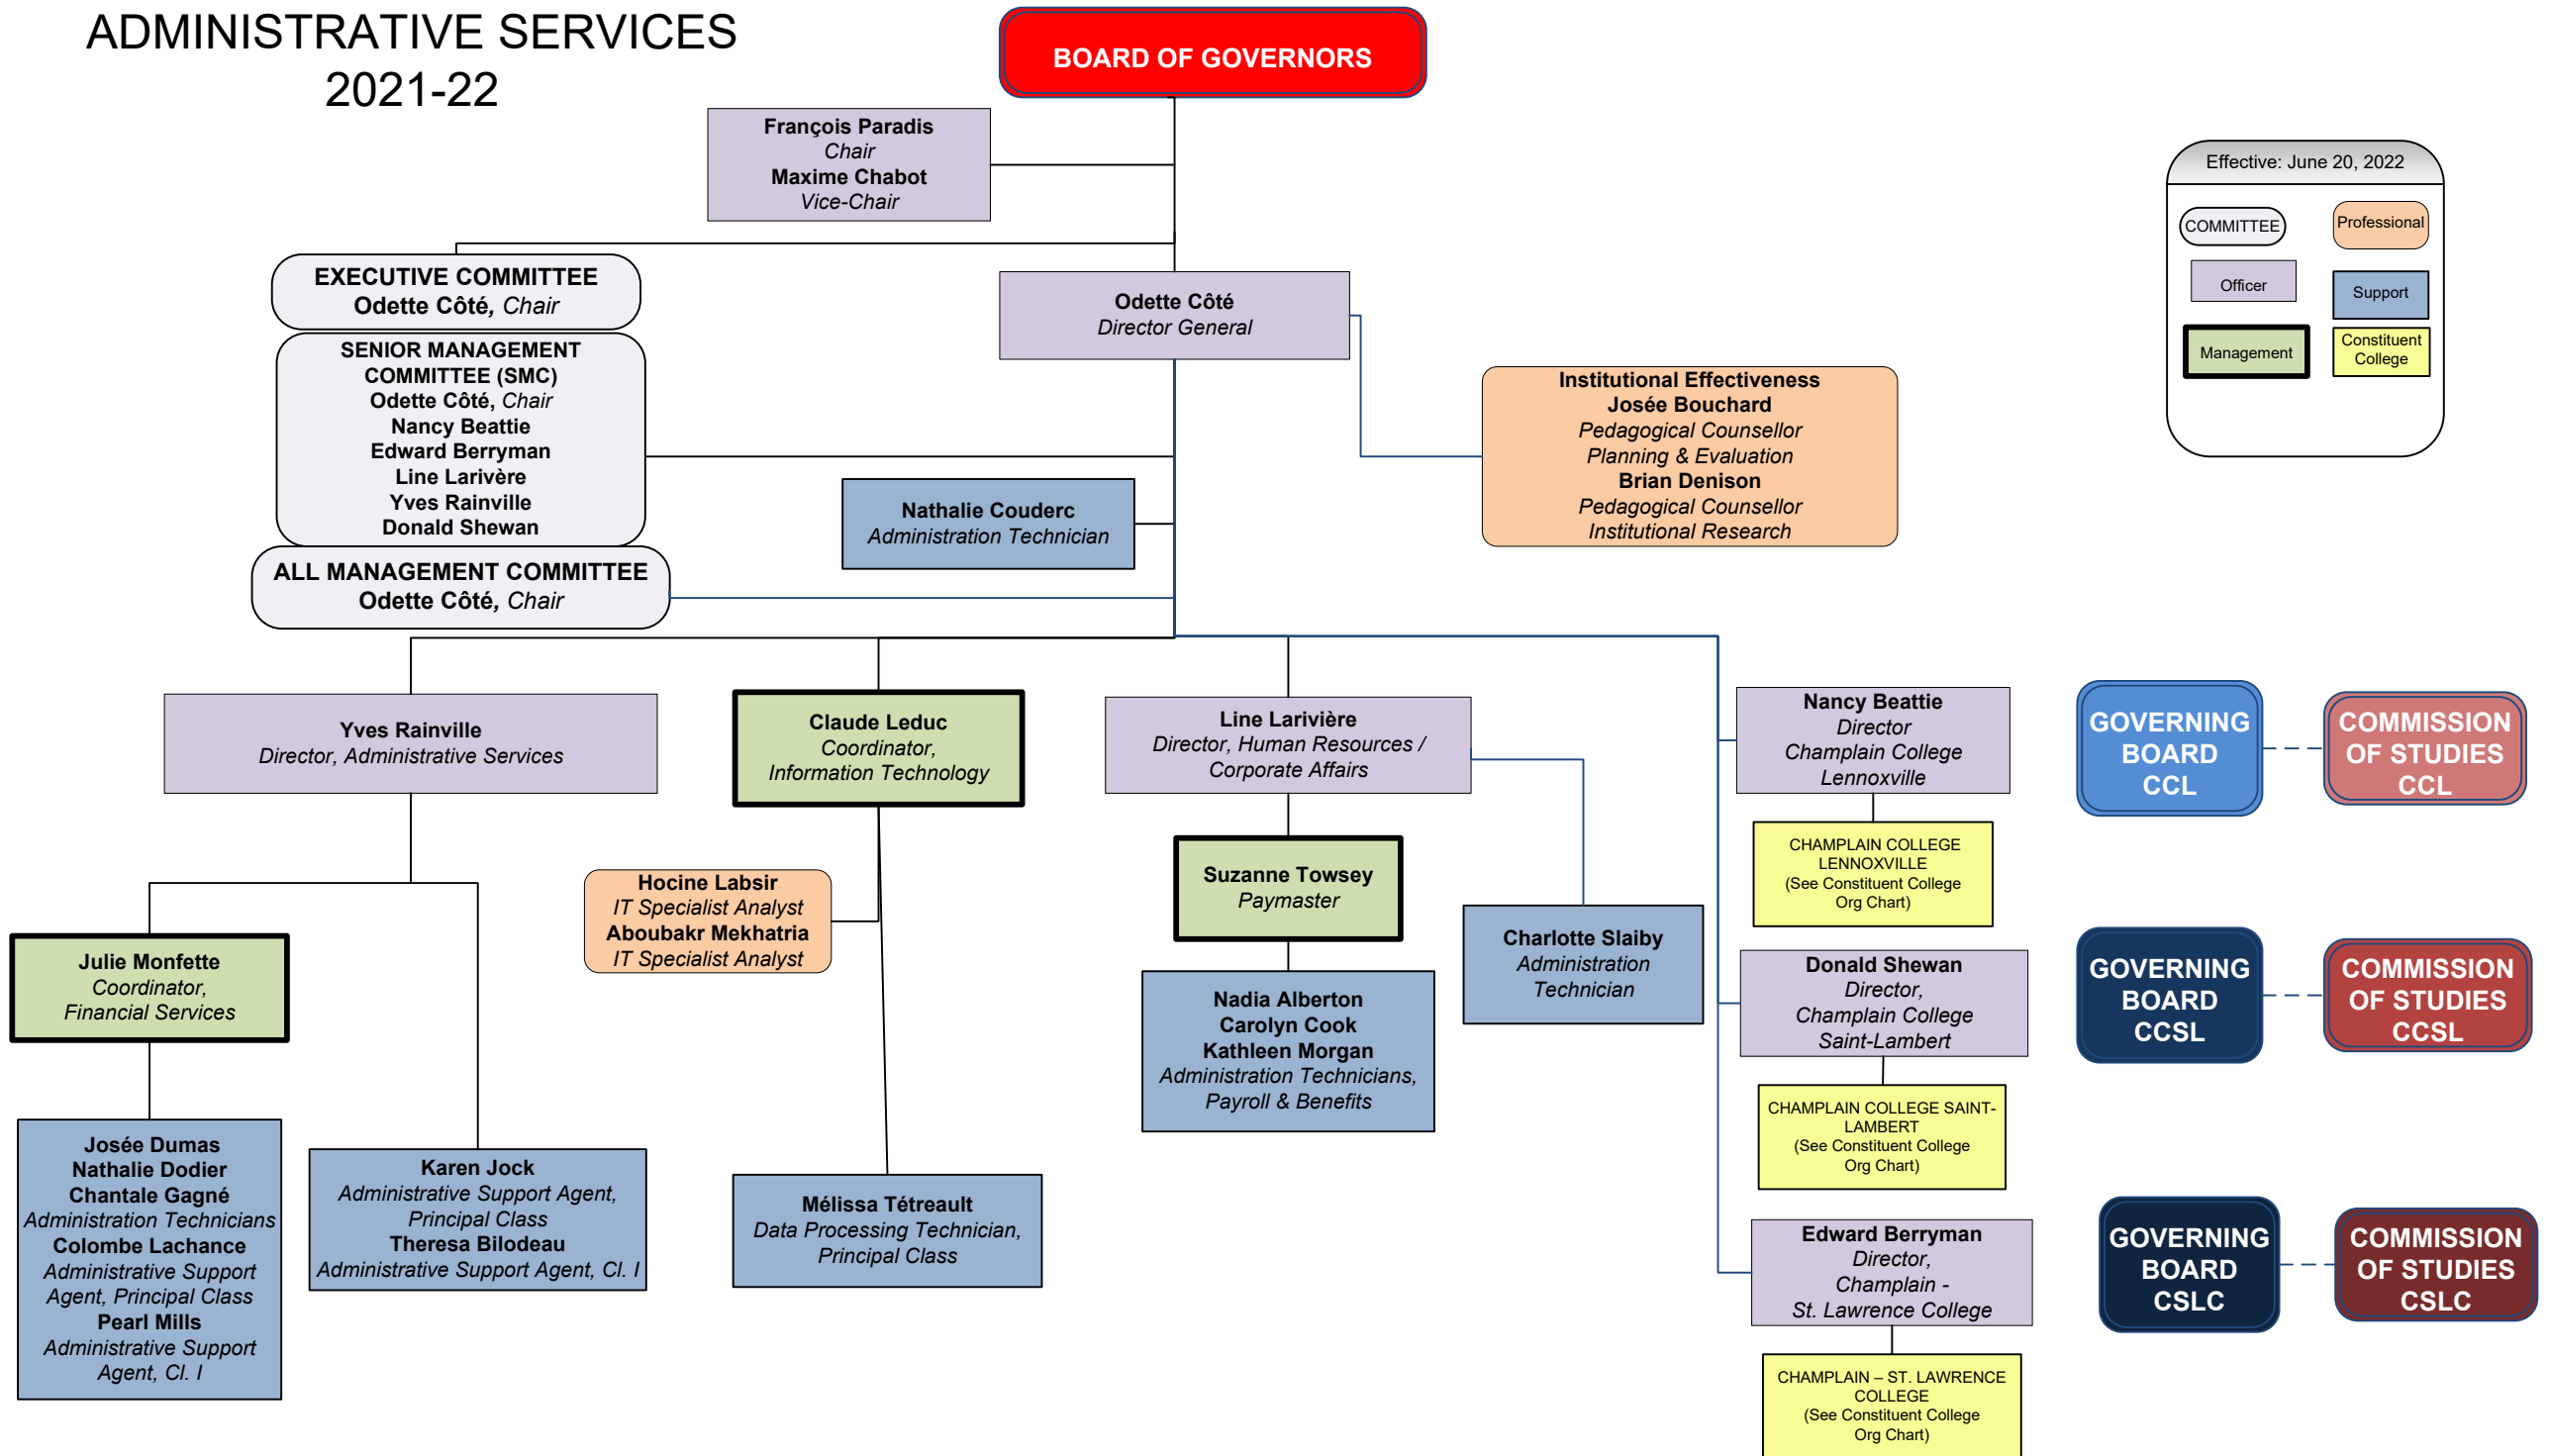 ADMINISTRATIVE SERVICES
2021-22
BOARD OF GOVERNORS
François Paradis
Chair
Maxime Chabot
Vice-Chair
Effective: June 20, 2022
COMMITTEE
Professional
Officer
Support
Management
Constituent
College
EXECUTIVE COMMITTEE
Odette Côté, Chair
Odette Côté
Director General
SENIOR MANAGEMENT
COMMITTEE (SMC)
Odette Côté, Chair
Nancy Beattie
Edward Berryman
Line Larivère
Yves Rainville
Donald Shewan
Institutional Effectiveness
Josée Bouchard
Pedagogical Counsellor
Planning & Evaluation
Brian Denison
Pedagogical Counsellor
Institutional Research
Nathalie Couderc
Administration Technician
ALL MANAGEMENT COMMITTEE
Odette Côté, Chair
Yves Rainville
Director, Administrative Services
Claude Leduc
Coordinator,
Information Technology
Line Larivière
Director, Human Resources /
Corporate Affairs
Nancy Beattie
Director
Champlain College
Lennoxville
GOVERNING
BOARD
CCL
COMMISSION
OF STUDIES
CCL
CHAMPLAIN COLLEGE
LENNOXVILLE
(See Constituent College
Org Chart)
Hocine Labsir
IT Specialist Analyst
Aboubakr Mekhatria
IT Specialist Analyst
Suzanne Towsey
Paymaster
Charlotte Slaiby
Administration
Technician
Julie Monfette
Coordinator,
Financial Services
Nadia Alberton
Carolyn Cook
Kathleen Morgan
Administration Technicians,
Payroll & Benefits
Donald Shewan
Director,
Champlain College
Saint-Lambert
GOVERNING
BOARD
CCSL
COMMISSION
OF STUDIES
CCSL
CHAMPLAIN COLLEGE SAINT-
LAMBERT
(See Constituent College
Org Chart)
Josée Dumas
Nathalie Dodier
Chantale Gagné
Administration Technicians
Colombe Lachance
Administrative Support
Agent, Principal Class
Pearl Mills
Administrative Support
Agent, Cl. I
Karen Jock
Administrative Support Agent,
Principal Class
Theresa Bilodeau
Administrative Support Agent, Cl. I
Mélissa Tétreault
Data Processing Technician,
Principal Class
Edward Berryman
Director,
Champlain -
St. Lawrence College
GOVERNING
BOARD
CSLC
COMMISSION
OF STUDIES
CSLC
CHAMPLAIN – ST. LAWRENCE
COLLEGE
(See Constituent College
Org Chart)